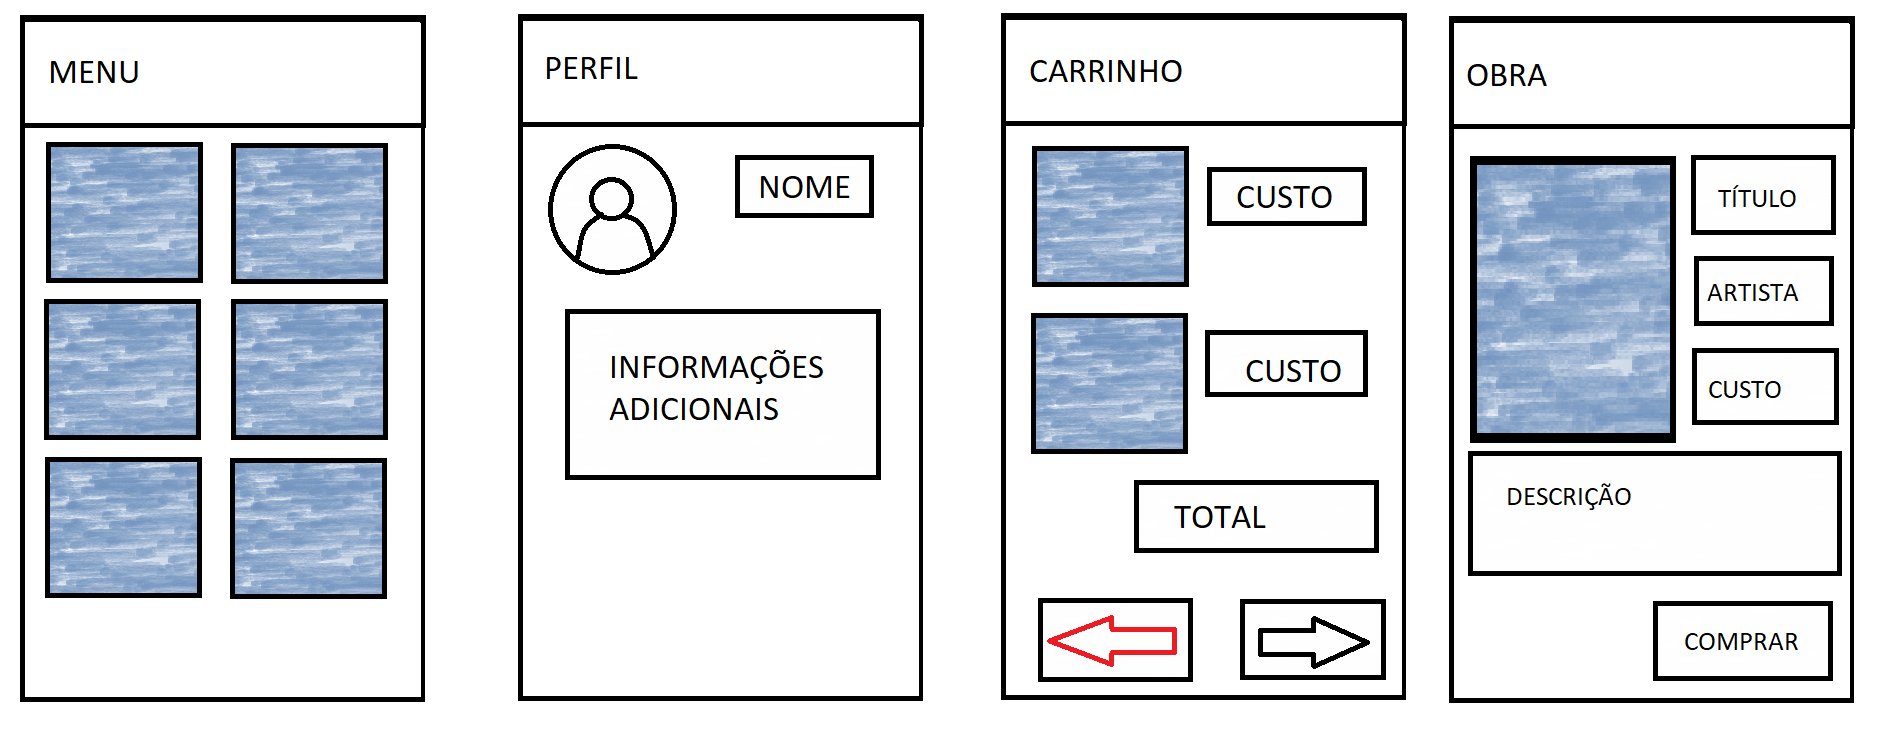 MENU
PERFIL
NOME
INFORMAÇÕES
ADICIONAIS
CARRINHO
CUSTO
CUSTO
TOTAL
OBRA
TÍTULO
ARTISTA
CUSTO
DESCRIÇÃO
COMPRAR